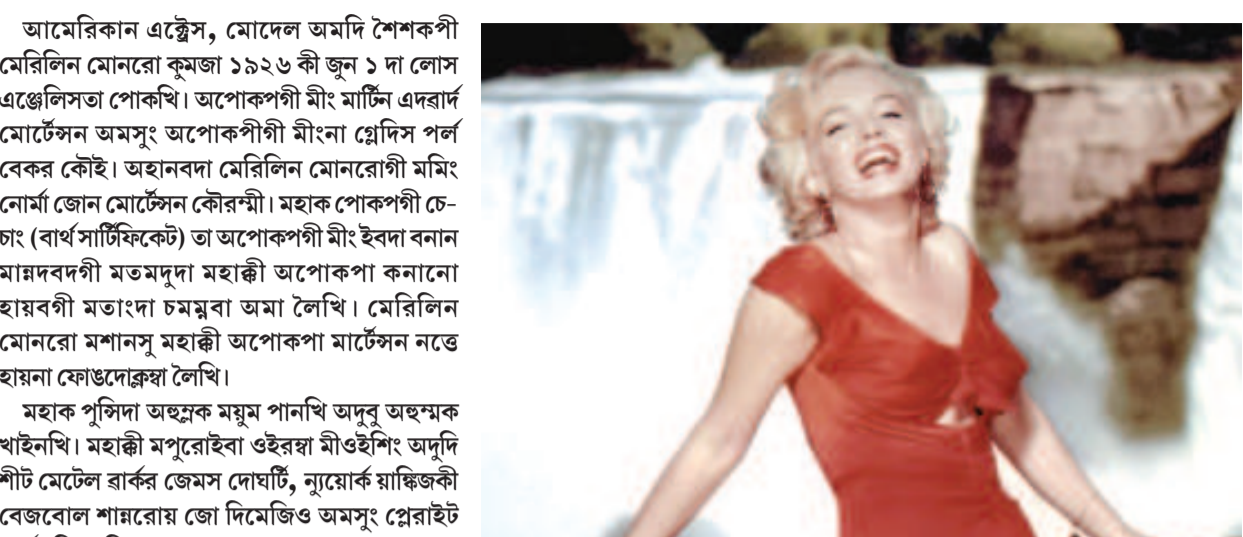 আমেরিকান এক্ট্রেস, মোদেল অমদি শৈশকপী
মেরিলিন মোনরো কুমজা ১৯২৬ কী জুন ১ দা লোস
এঞ্জেলিসতা পোকখি। অপোকপগী মীং মার্টিন এদৱার্দ
মোর্টেন্সন অমসুং অপোকপীগী মীংনা গ্লেদিস পর্ল
বেকর কৌই। অহানবদা মেরিলিন মোনরোগী মমিং
নোর্মা জোন মোর্টেন্সন কৌরম্মী। মহাক পোকপগী চে-
চাং (বার্থ সার্টিফিকেট) তা অপোকপগী মীং ইবদা বনান
মান্নদবদগী মতমদুদা মহাক্কী অপোকপা কনানো
হায়বগী মতাংদা চমম্নবা অমা লৈখি। মেরিলিন
মোনরো মশানসু মহাক্কী অপোকপা মার্টেন্সন নত্তে
হায়না ফোঙদোক্লম্বা লৈখি।
মহাক পুন্সিদা অহুম্লক ময়ুম পানখি অদুবু অহুম্মক
খাইনখি। মহাক্কী মপুরোইবা ওইরম্বা মীওইশিং অদুদি
শীট মেটেল ৱার্কর জেমস দোঘর্টি, ন্যুয়োর্ক য়াঙ্কিজকী
বেজবোল শান্নরোয় জো দিমেজিও অমসুং প্লেরাইট